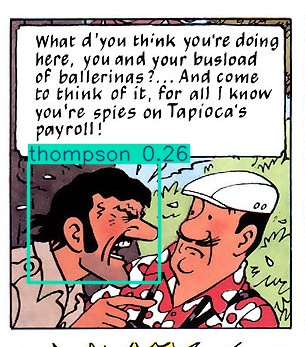 What d'you think you're doing
here, you and your busload
of ballerinas?... And come
to think of it, for all I know
you're spies on Tapioca's
payroll!
thompson 0.26